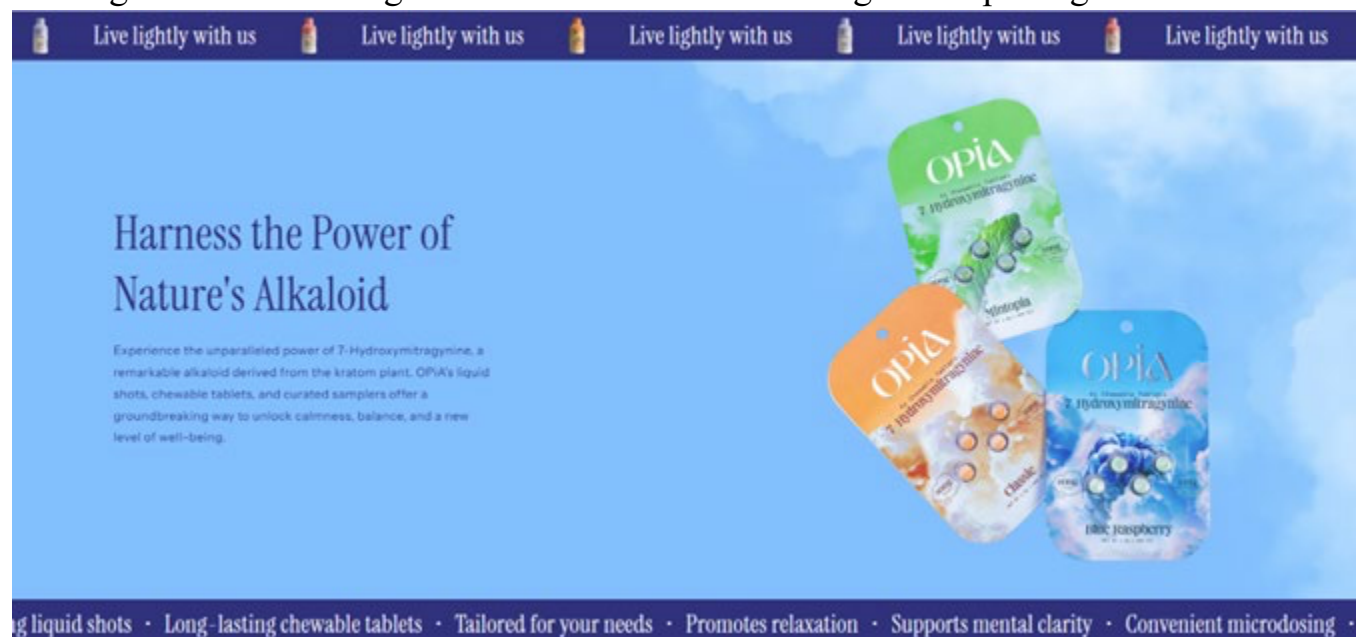 Live lightly with us Live lightly with us Live lightly with us Live lightly with us Live lightly with us
Harness the Power of
Nature's Alkaloid
Experience the unparalleled power of 7-Hydroxymitragynine, a
remarkable alkaloid derived from the kratom plant. OPiA's liquid
shots, chewable tablets, and curated samplers offer a
groundbreaking way to unlock calmness, balance, and a new
level of well-being.
OPiA
7-Hydroxymitragynine
Mintopia
OPiA
7-Hydroxymitragynine
Classic
OPiA
7-Hydroxymitragynine
Blue Raspberry
liquid shots · Long-lasting chewable tablets · Tailored for your needs · Promotes relaxation · Supports mental clarity · Convenient microdosing ·